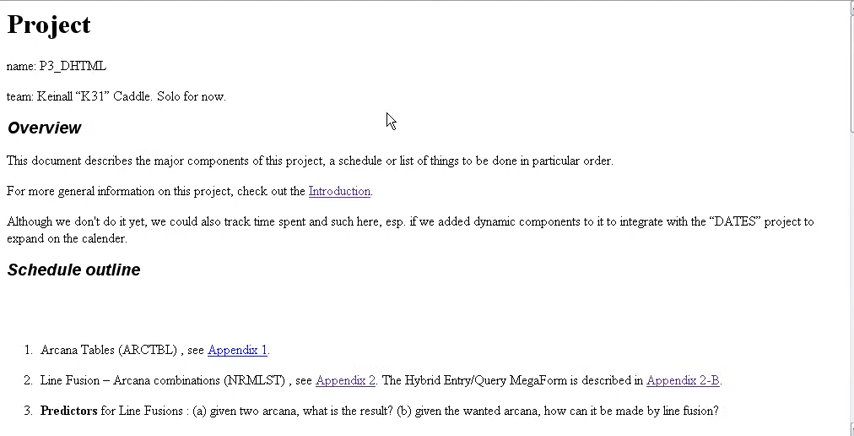 Project
name: P3_DHTML
team: Keinall “K31” Caddle. Solo for now.
Overview
This document describes the major components of this project, a schedule or list of things to be done in particular order.
For more general information on this project, check out the Introduction.
Although we don't do it yet, we could also track time spent and such here, esp. if we added dynamic components to it to integrate with the “DATES” project to
expand on the calender.
Schedule outline
1. Arcana Tables (ARCTBL) , see Appendix 1.
2. Line Fusion – Arcana combinations (NRMLST) , see Appendix 2. The Hybrid Entry/Query MegaForm is described in Appendix 2-B.
3. Predictors for Line Fusions : (a) given two arcana, what is the result? (b) given the wanted arcana, how can it be made by line fusion?